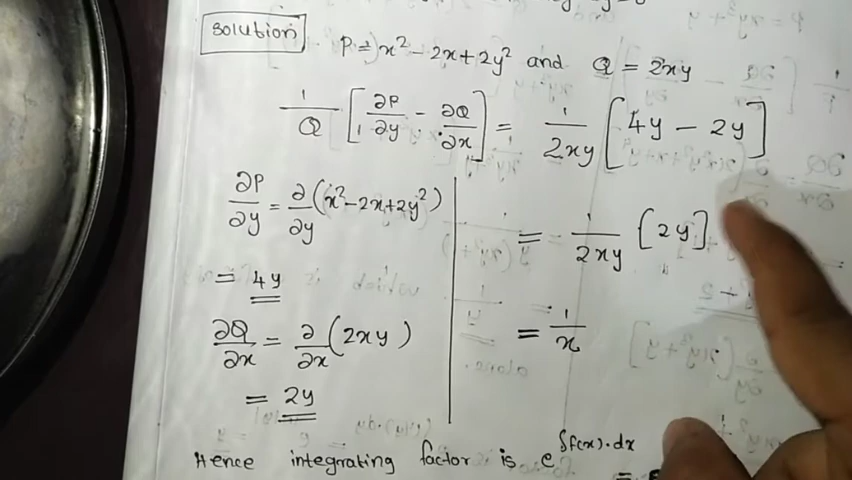 Solution
P = x² - 2x + 2y² and Q = 2xy
1/Q [∂P/∂y - ∂Q/∂x] = 1/2xy [4y - 2y]
∂P/∂y = ∂/∂y (x² - 2x + 2y²)
= 4y
∂Q/∂x = ∂/∂x (2xy)
= 2y
= 1/2xy [2y]
= 1/x
Hence integrating factor is e^∫f(x)·dx